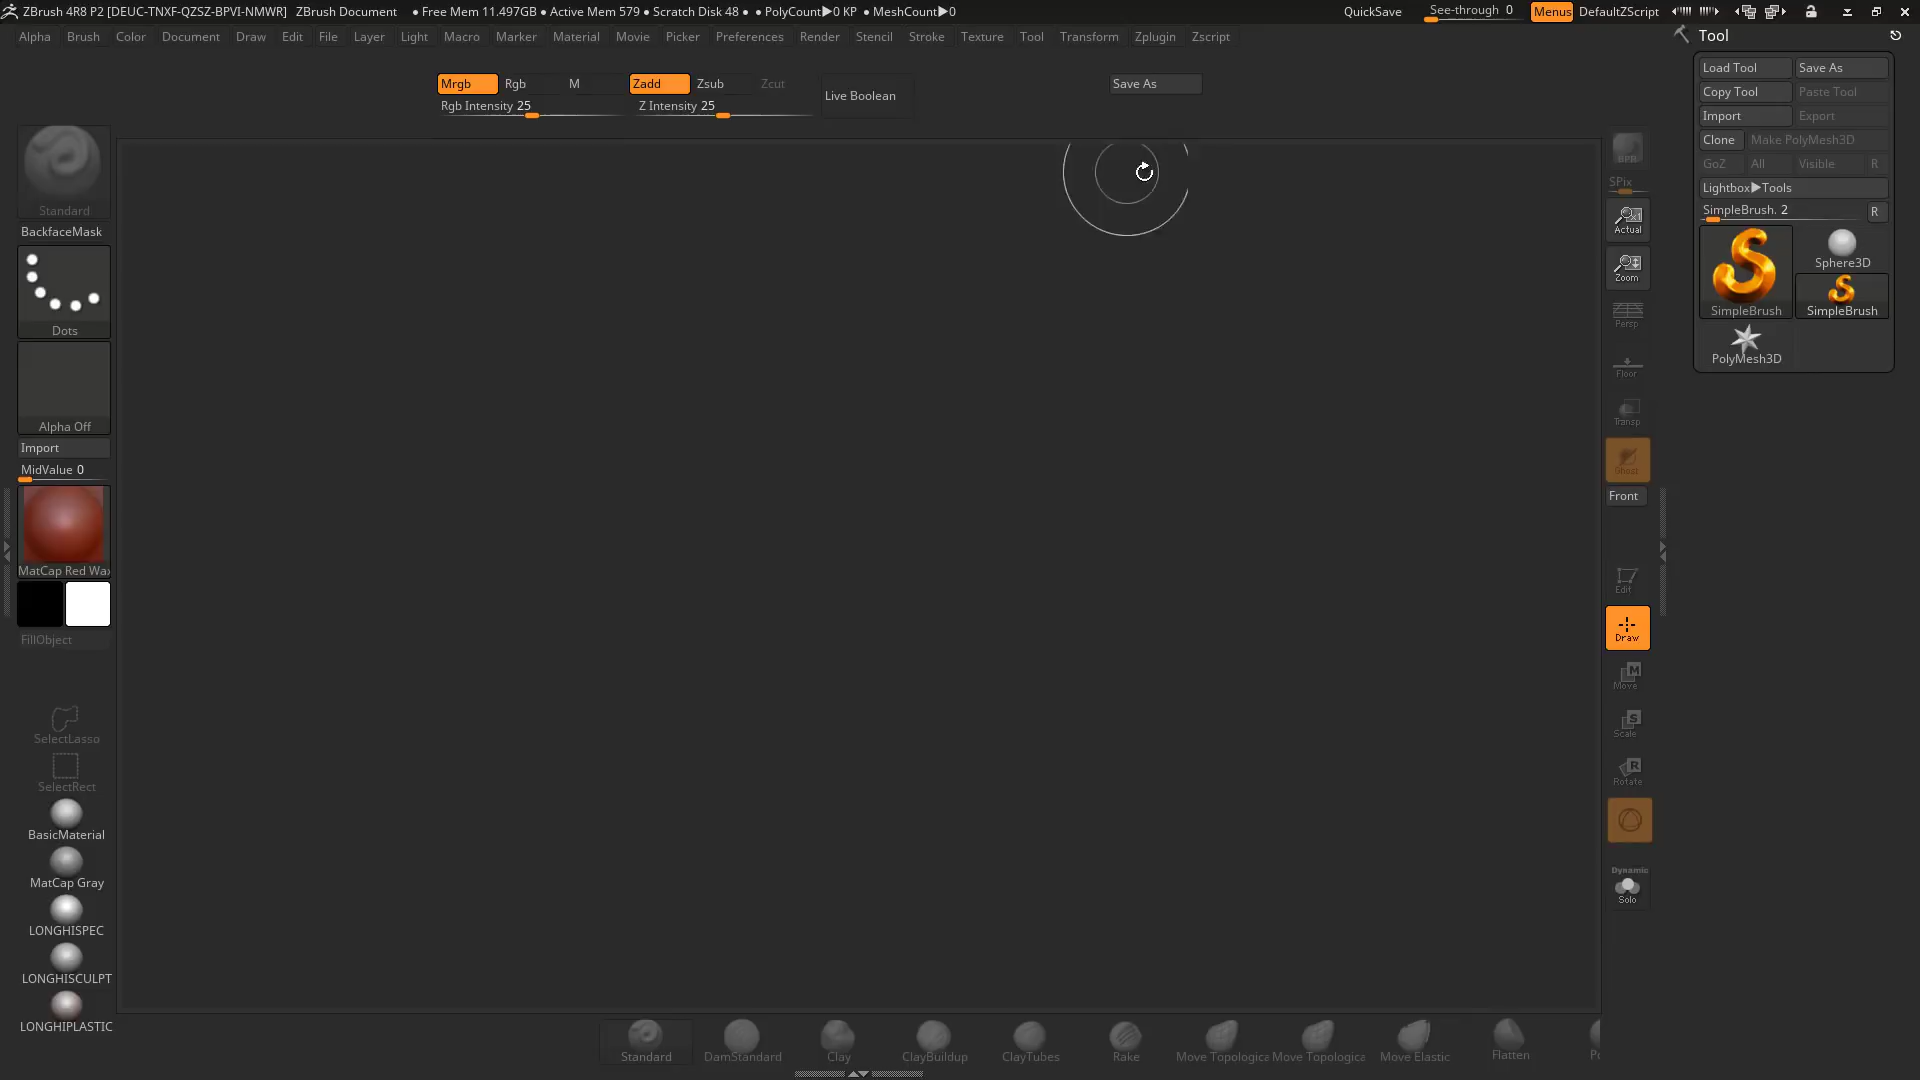 ZBrush 4R8 P2 [DEUC-TNXF-QZSZ-BPVI-NMWR] ZBrush Document • Free Mem 11.497GB • Active Mem 579 • Scratch Disk 48 • • PolyCount▶0 KP • MeshCount▶0 QuickSave See-through 0 Menus DefaultZScript
Alpha Brush Color Document Draw Edit File Layer Light Macro Marker Material Movie Picker Preferences Render Stencil Stroke Texture Tool Transform Zplugin Zscript
Mrgb Rgb M Zadd Zsub Zcut
Rgb Intensity 25 Z Intensity 25
Live Boolean
Save As
Standard
BackfaceMask
Dots
Alpha Off
Import
MidValue 0
MatCap Red Wa
FillObject
SelectLasso
SelectRect
BasicMaterial
MatCap Gray
LONGHISPEC
LONGHISCULPT
LONGHIPLASTIC
Standard DamStandard Clay ClayBuildup ClayTubes Rake Move Topologica Move Topologica Move Elastic Flatten
BPR
SPix
Actual
Zoom
Persp
Floor
Transp
Ghost
Front
Edit
Draw
Move
Scale
Rotate
Dynamic
Solo
Tool
Load Tool Save As
Copy Tool Paste Tool
Import Export
Clone Make PolyMesh3D
GoZ All Visible R
Lightbox▶Tools
SimpleBrush. 2 R
Sphere3D
SimpleBrush SimpleBrush
PolyMesh3D